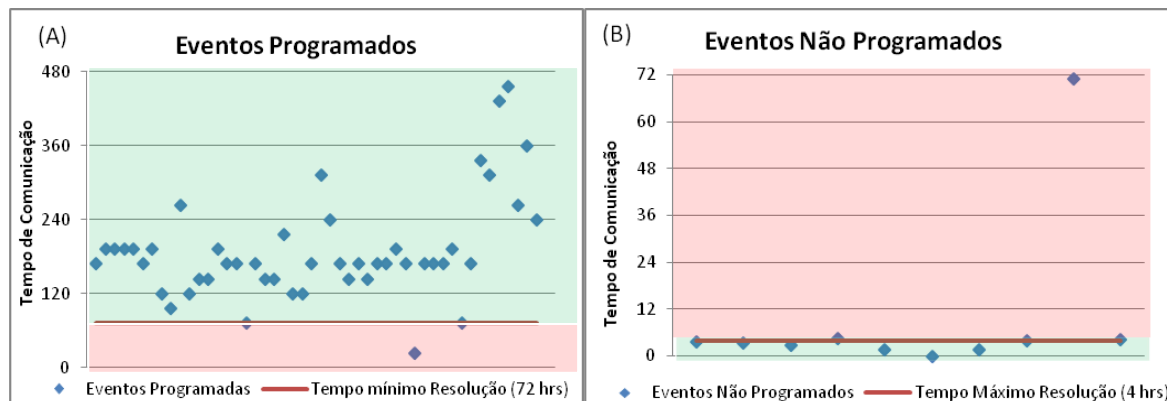 (A)
Eventos Programados
Tempo de Comunicação
480
360
240
120
0
Eventos Programadas
Tempo mínimo Resolução (72 hrs)
(B)
Eventos Não Programados
Tempo de Comunicação
72
60
48
36
24
12
0
Eventos Não Programados
Tempo Máximo Resolução (4 hrs)